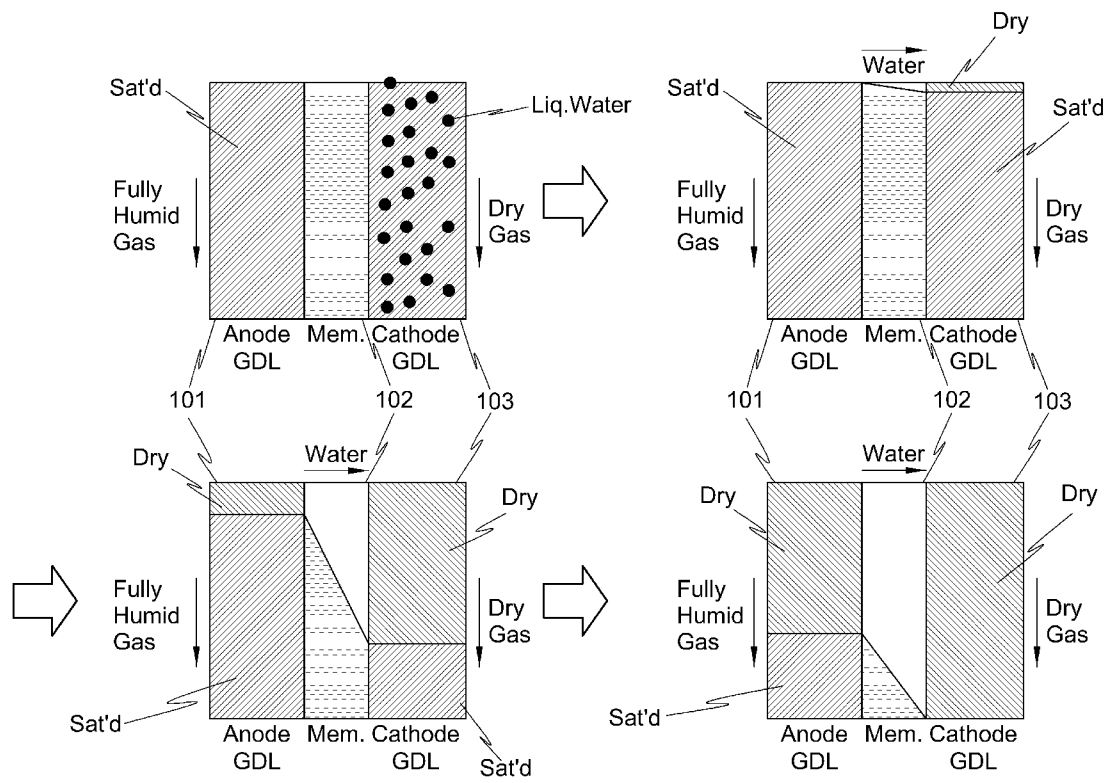 Sat'd
Liq.Water
Fully
Humid
Gas
Dry
Gas
Anode
GDL
Mem.
Cathode
GDL
Dry
Water
Sat'd
Sat'd
Fully
Humid
Gas
Dry
Gas
Anode
GDL
Mem.
Cathode
GDL
101
102
103
101
102
103
Water
Dry
Dry
Fully
Humid
Gas
Dry
Gas
Sat'd
Sat'd
Anode
GDL
Mem.
Cathode
GDL
Water
Dry
Dry
Fully
Humid
Gas
Dry
Gas
Sat'd
Anode
GDL
Mem.
Cathode
GDL